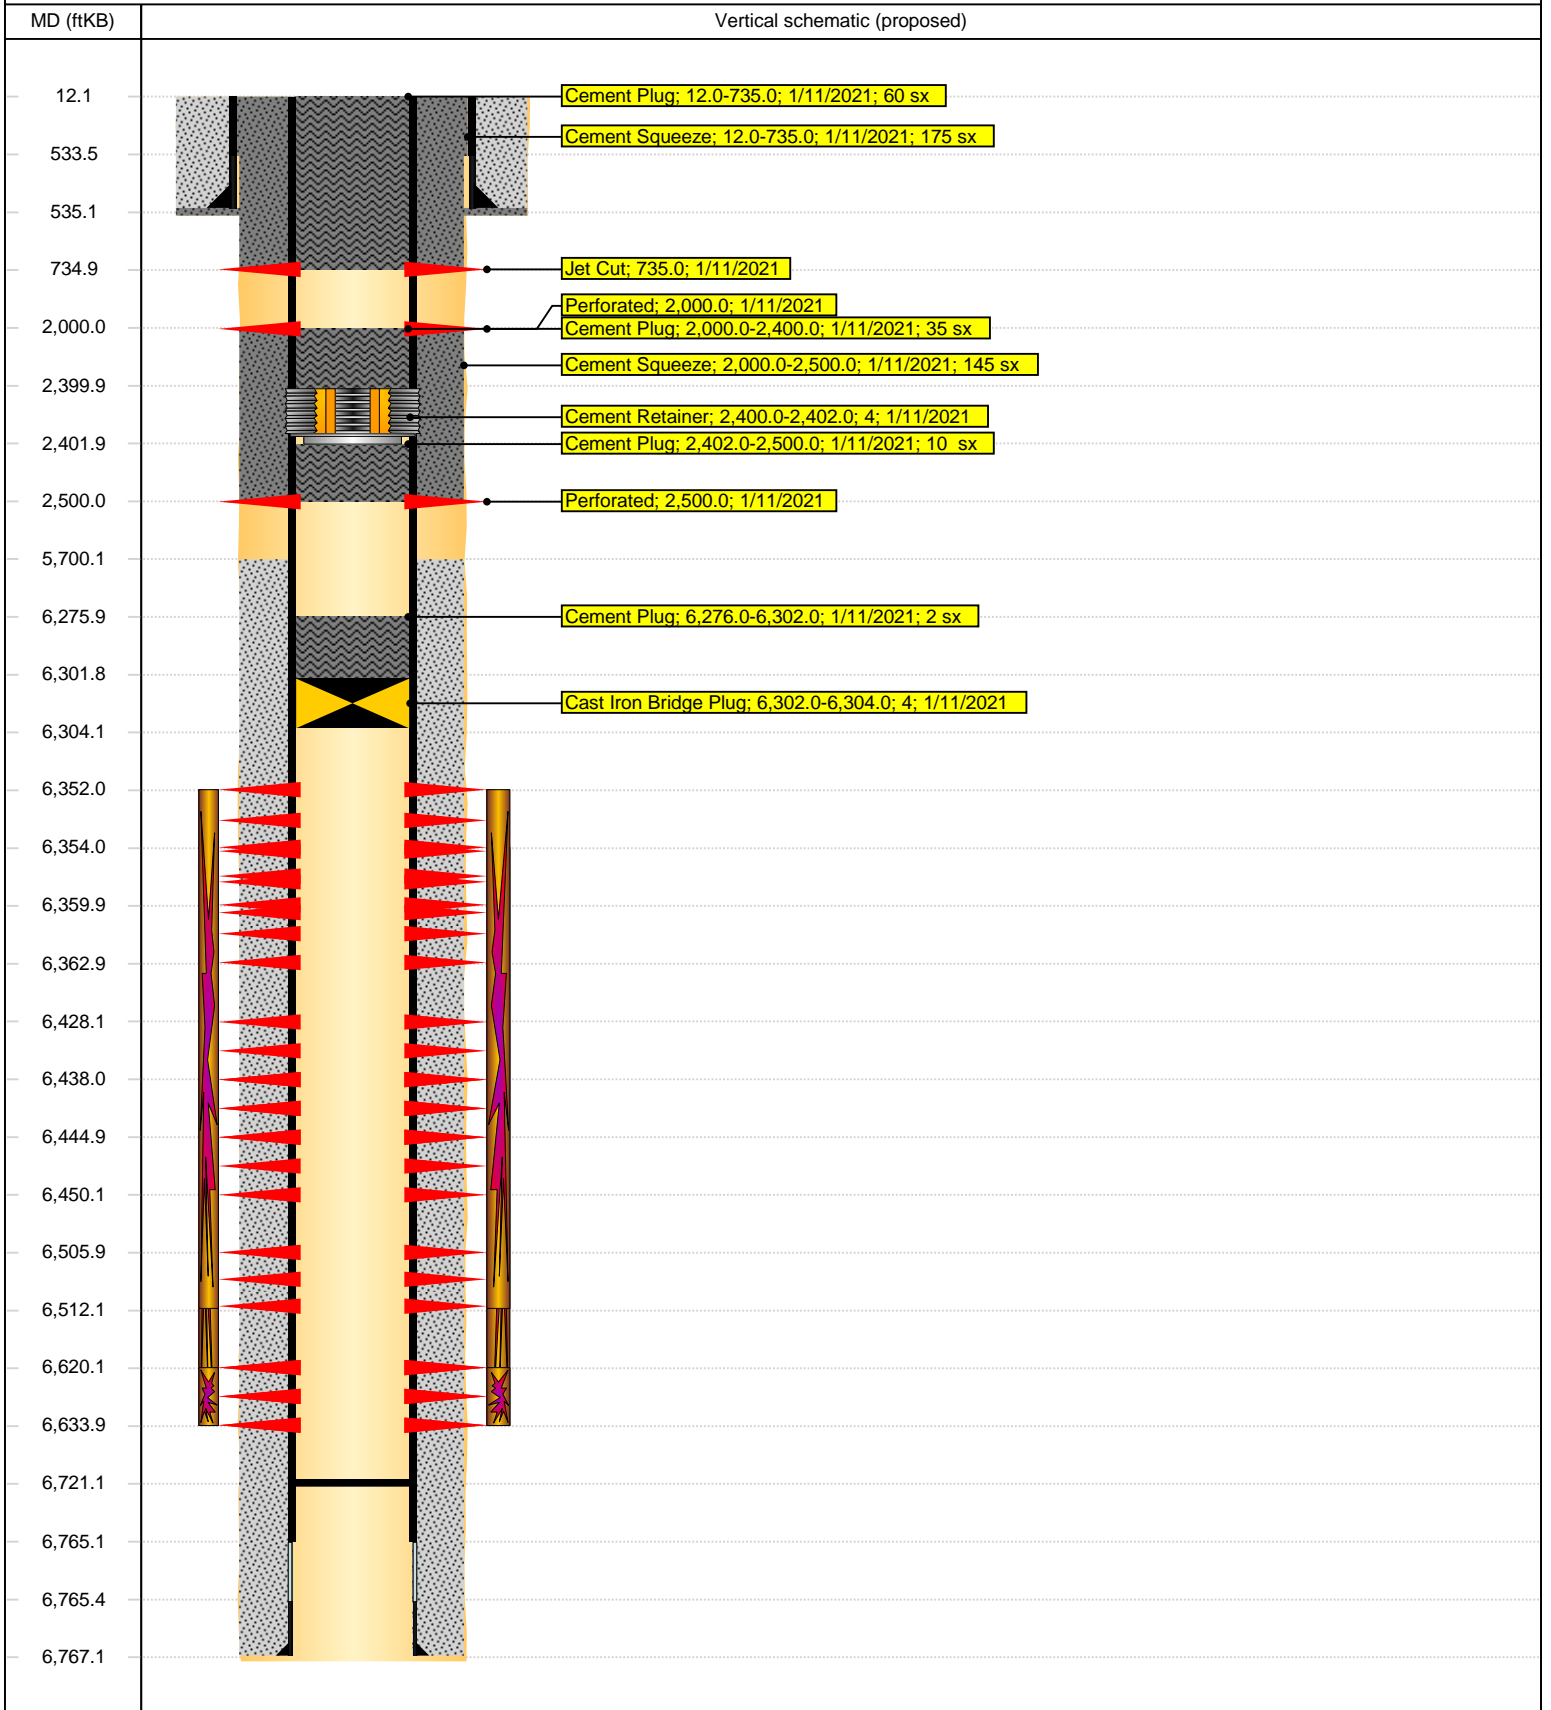 MD (ftKB)
Vertical schematic (proposed)
12.1
Cement Plug; 12.0-735.0; 1/11/2021; 60 sx
Cement Squeeze; 12.0-735.0; 1/11/2021; 175 sx
533.5
535.1
734.9
Jet Cut; 735.0; 1/11/2021
Perforated; 2,000.0; 1/11/2021
2,000.0
Cement Plug; 2,000.0-2,400.0; 1/11/2021; 35 sx
Cement Squeeze; 2,000.0-2,500.0; 1/11/2021; 145 sx
2,399.9
Cement Retainer; 2,400.0-2,402.0; 4; 1/11/2021
2,401.9
Cement Plug; 2,402.0-2,500.0; 1/11/2021; 10  sx
2,500.0
Perforated; 2,500.0; 1/11/2021
5,700.1
6,275.9
Cement Plug; 6,276.0-6,302.0; 1/11/2021; 2 sx
6,301.8
Cast Iron Bridge Plug; 6,302.0-6,304.0; 4; 1/11/2021
6,304.1
6,352.0
6,354.0
6,359.9
6,362.9
6,428.1
6,438.0
6,444.9
6,450.1
6,505.9
6,512.1
6,620.1
6,633.9
6,721.1
6,765.1
6,765.4
6,767.1